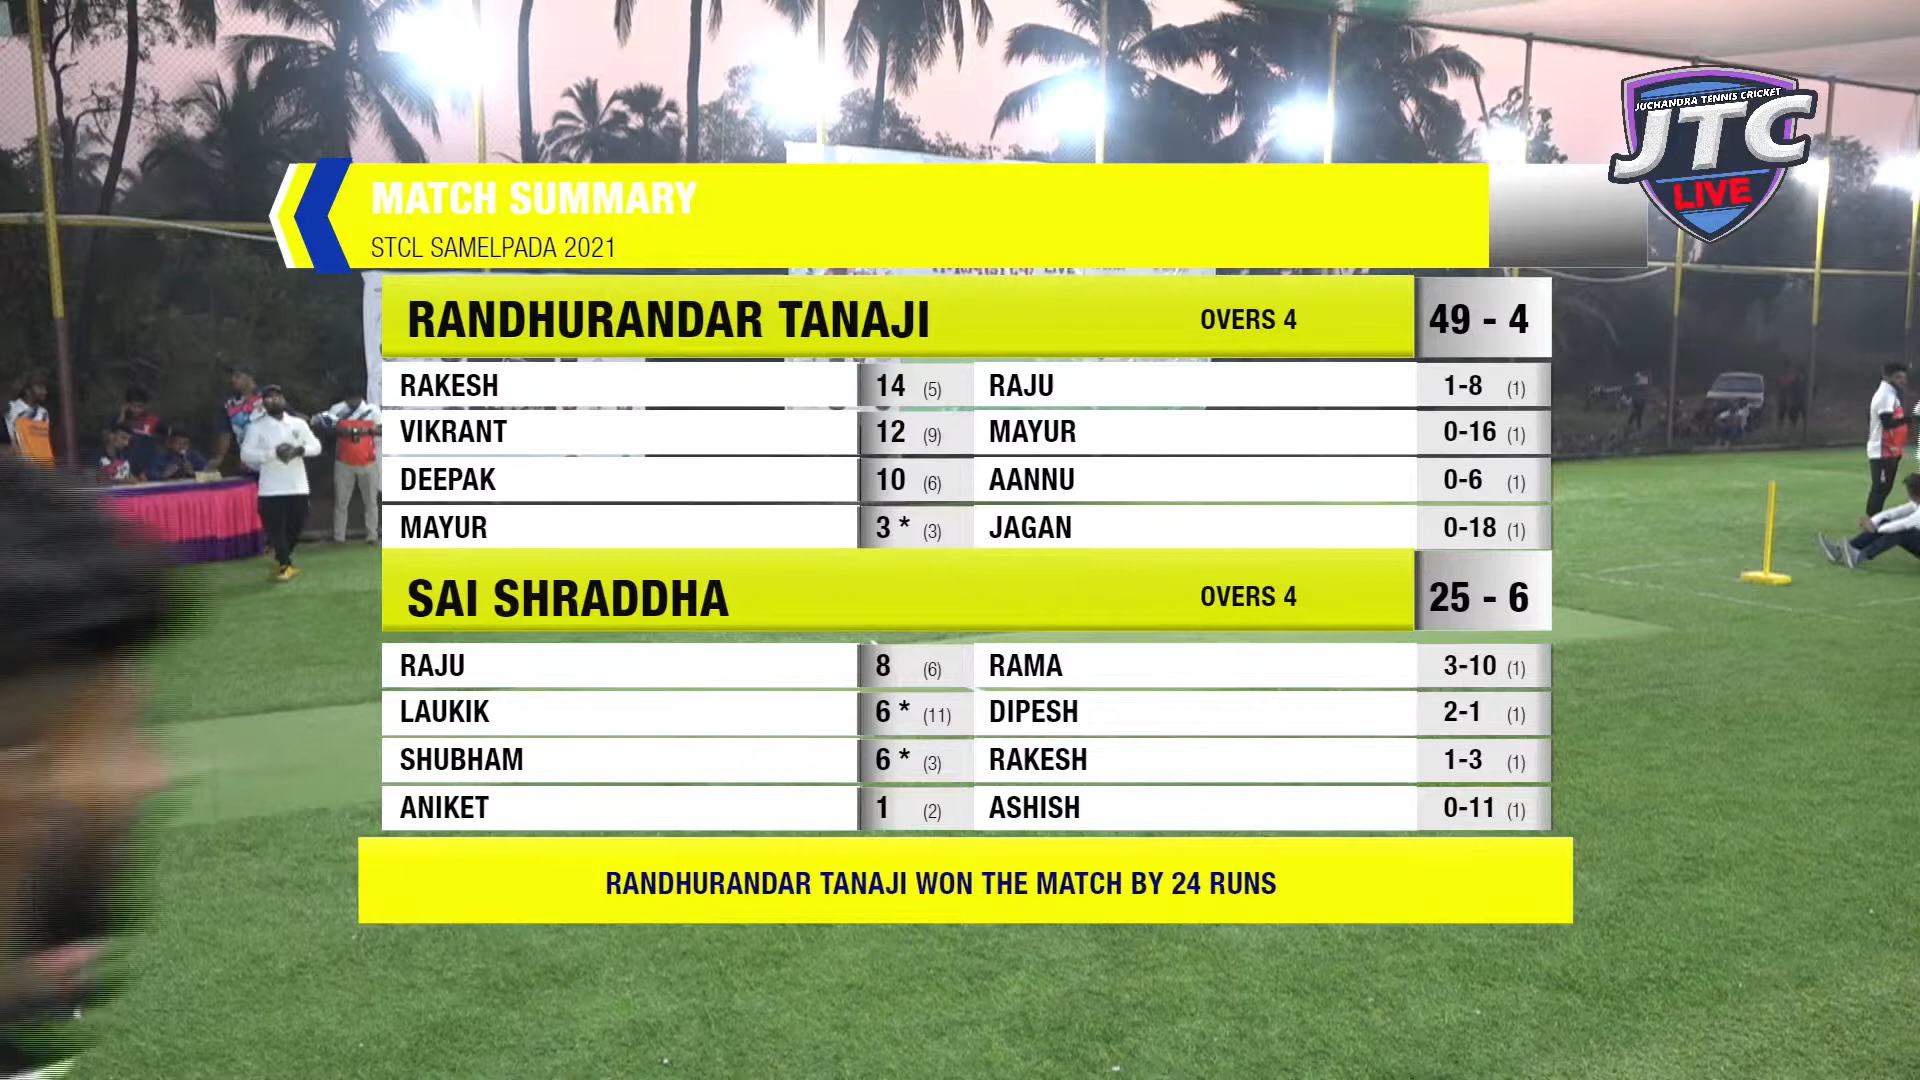 JUCHANDRA TENNIS CRICKET
JTC
LIVE
MATCH SUMMARY
STCL SAMELPADA 2021
RANDHURANDAR TANAJI OVERS 4 49 - 4
RAKESH 14 (5) RAJU 1-8 (1)
VIKRANT 12 (9) MAYUR 0-16 (1)
DEEPAK 10 (6) AANNU 0-6 (1)
MAYUR 3 * (3) JAGAN 0-18 (1)
SAI SHRADDHA OVERS 4 25 - 6
RAJU 8 (6) RAMA 3-10 (1)
LAUKIK 6 * (11) DIPESH 2-1 (1)
SHUBHAM 6 * (3) RAKESH 1-3 (1)
ANIKET 1 (2) ASHISH 0-11 (1)
RANDHURANDAR TANAJI WON THE MATCH BY 24 RUNS